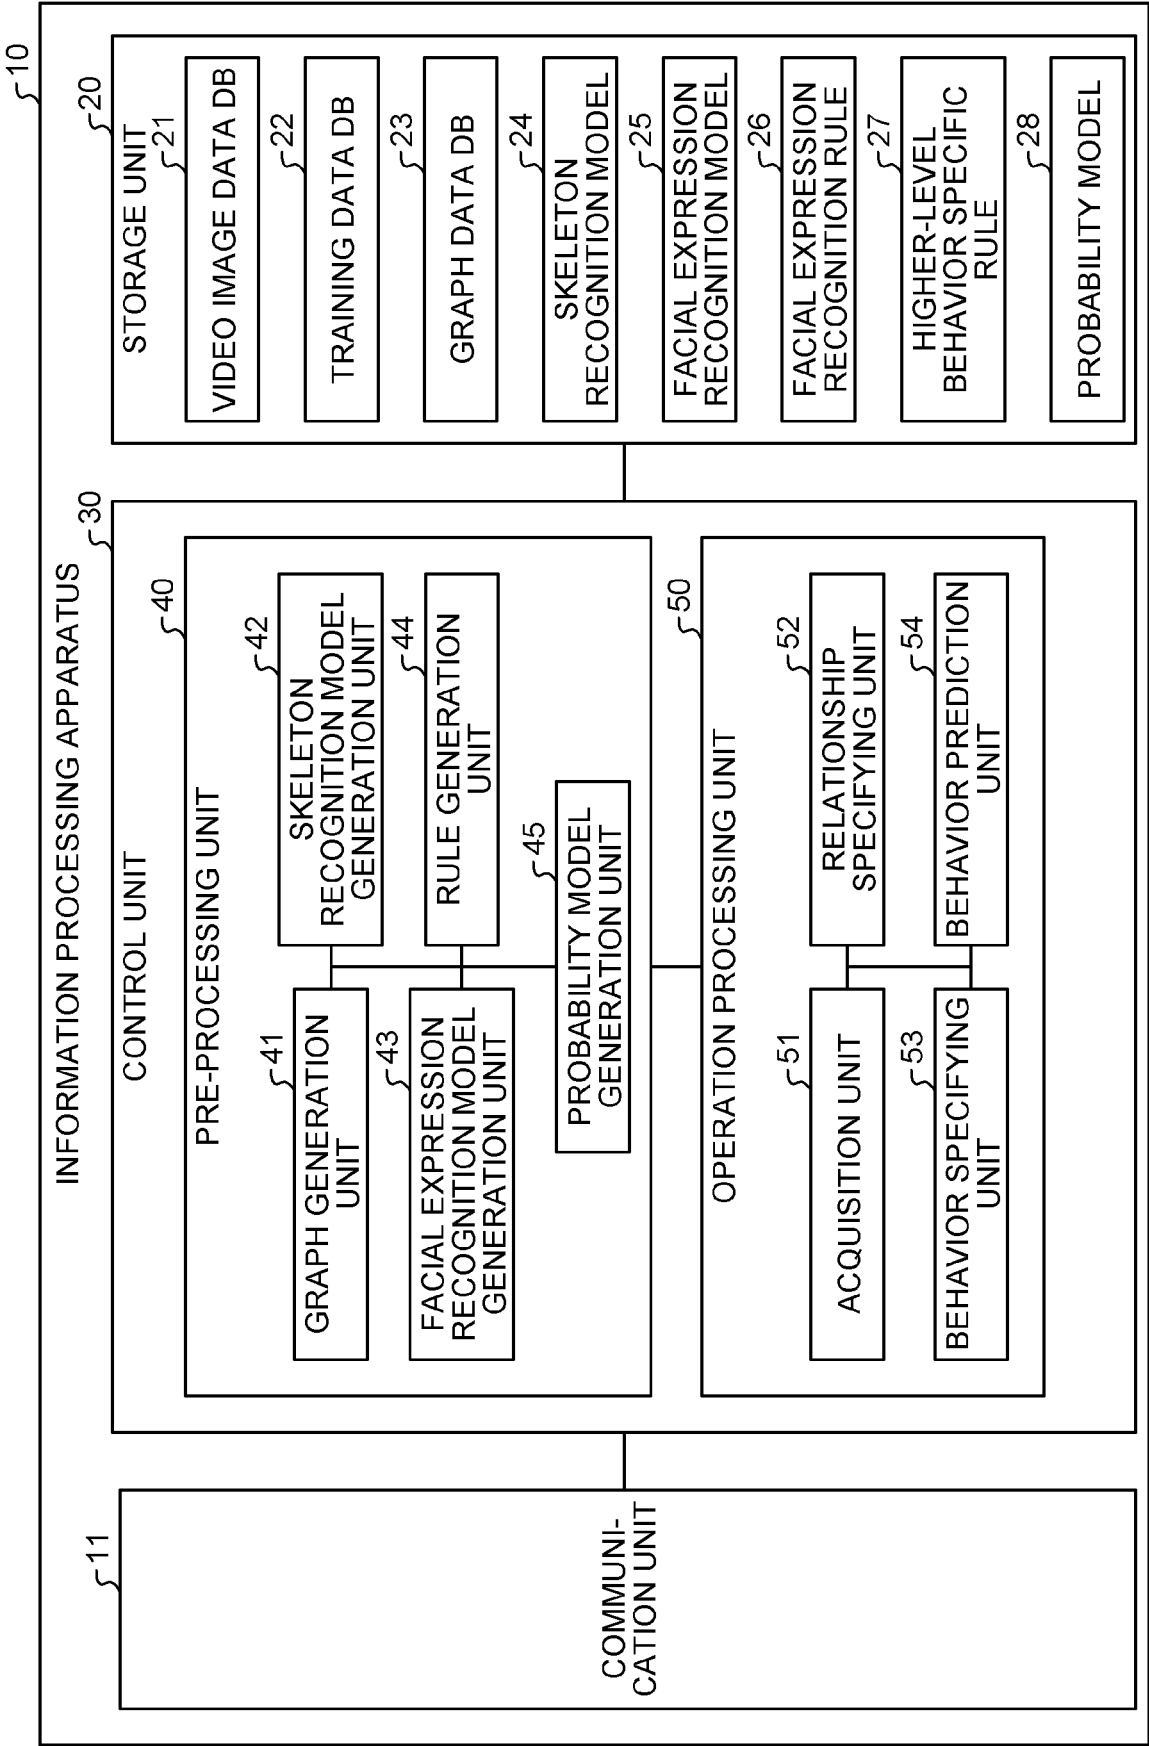 INFORMATION PROCESSING APPARATUS
10
11
COMMUNI-
CATION UNIT
30
CONTROL UNIT
40
PRE-PROCESSING UNIT
41
GRAPH GENERATION
UNIT
42
SKELETON
RECOGNITION MODEL
GENERATION UNIT
43
FACIAL EXPRESSION
RECOGNITION MODEL
GENERATION UNIT
44
RULE GENERATION
UNIT
45
PROBABILITY MODEL
GENERATION UNIT
50
OPERATION PROCESSING UNIT
51
ACQUISITION UNIT
52
RELATIONSHIP
SPECIFYING UNIT
53
BEHAVIOR SPECIFYING
UNIT
54
BEHAVIOR PREDICTION
UNIT
20
STORAGE UNIT
21
VIDEO IMAGE DATA DB
22
TRAINING DATA DB
23
GRAPH DATA DB
24
SKELETON
RECOGNITION MODEL
25
FACIAL EXPRESSION
RECOGNITION MODEL
26
FACIAL EXPRESSION
RECOGNITION RULE
27
HIGHER-LEVEL
BEHAVIOR SPECIFIC
RULE
28
PROBABILITY MODEL